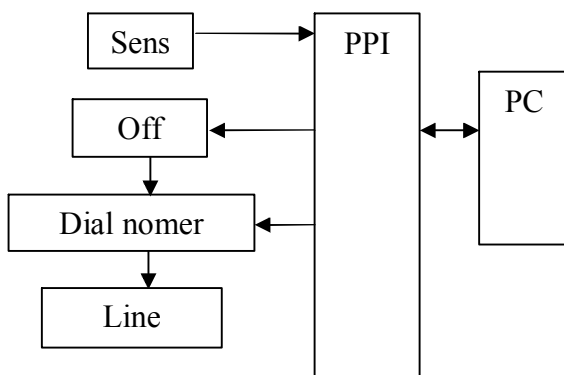 Sens
PPI
PC
Off
Dial nomer
Line